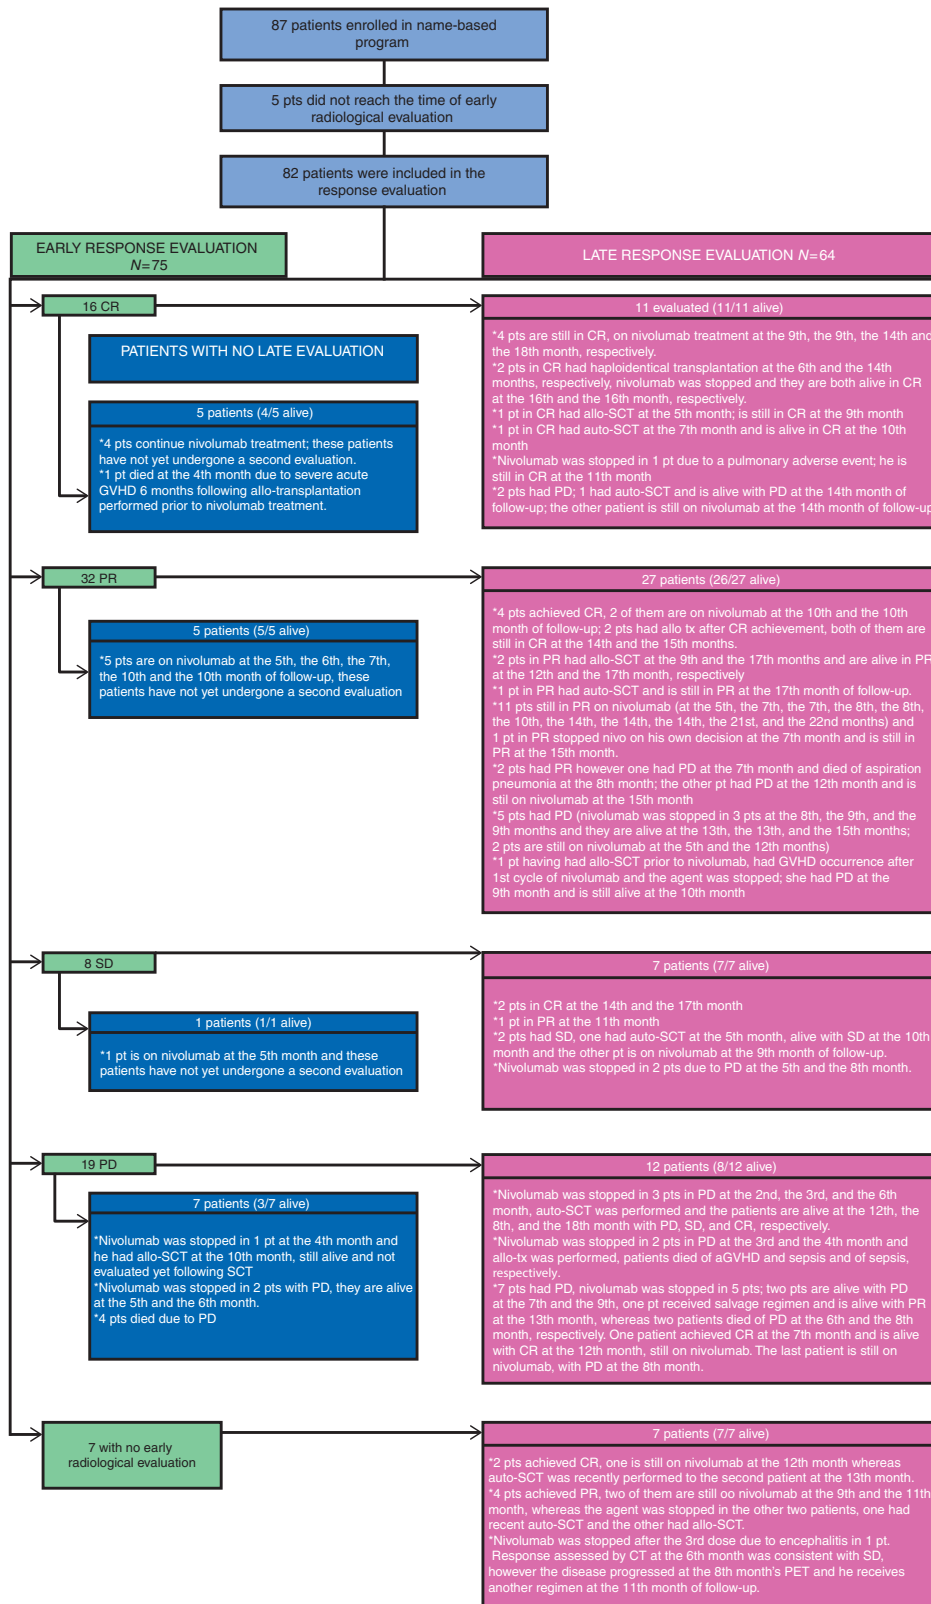 87 patients enrolled in name-based
program
5 pts did not reach the time of early
radiological evaluation
82 patients were included in the
response evaluation
EARLY RESPONSE EVALUATION
N=75
LATE RESPONSE EVALUATION N=64
16 CR
11 evaluated (11/11 alive)
*4 pts are still in CR, on nivolumab treatment at the 9th, the 9th, the 14th and
the 18th month, respectively.
*2 pts in CR had haploidentical transplantation at the 6th and the 14th
months, respectively, nivolumab was stopped and they are both alive in CR
at the 16th and the 16th month, respectively.
*1 pt in CR had allo-SCT at the 5th month; is still in CR at the 9th month
*1 pt in CR had auto-SCT at the 7th month and is alive in CR at the 10th
month
*Nivolumab was stopped in 1 pt due to a pulmonary adverse event; he is
still in CR at the 11th month
*2 pts had PD; 1 had auto-SCT and is alive with PD at the 14th month of
follow-up; the other patient is still on nivolumab at the 14th month of follow-up
PATIENTS WITH NO LATE EVALUATION
5 patients (4/5 alive)
*4 pts continue nivolumab treatment; these patients
have not yet undergone a second evaluation.
*1 pt died at the 4th month due to severe acute
GVHD 6 months following allo-transplantation
performed prior to nivolumab treatment.
32 PR
27 patients (26/27 alive)
*4 pts achieved CR, 2 of them are on nivolumab at the 10th and the 10th
month of follow-up; 2 pts had allo tx after CR achievement, both of them are
still in CR at the 14th and the 15th months.
*2 pts in PR had allo-SCT at the 9th and the 17th months and are alive in PR
at the 12th and the 17th month, respectively
*1 pt in PR had auto-SCT and is still in PR at the 17th month of follow-up.
*11 pts still in PR on nivolumab (at the 5th, the 7th, the 7th, the 8th, the 8th,
the 10th, the 14th, the 14th, the 14th, the 21st, and the 22nd months) and
1 pt in PR stopped nivo on his own decision at the 7th month and is still in
PR at the 15th month.
*2 pts had PR however one had PD at the 7th month and died of aspiration
pneumonia at the 8th month; the other pt had PD at the 12th month and is
stil on nivolumab at the 15th month
*5 pts had PD (nivolumab was stopped in 3 pts at the 8th, the 9th, and the
9th months and they are alive at the 13th, the 13th, and the 15th months;
2 pts are still on nivolumab at the 5th and the 12th months)
*1 pt having had allo-SCT prior to nivolumab, had GVHD occurrence after
1st cycle of nivolumab and the agent was stopped; she had PD at the
9th month and is still alive at the 10th month
5 patients (5/5 alive)
*5 pts are on nivolumab at the 5th, the 6th, the 7th,
the 10th and the 10th month of follow-up, these
patients have not yet undergone a second evaluation
8 SD
7 patients (7/7 alive)
*2 pts in CR at the 14th and the 17th month
*1 pt in PR at the 11th month
*2 pts had SD, one had auto-SCT at the 5th month, alive with SD at the 10th
month and the other pt is on nivolumab at the 9th month of follow-up.
*Nivolumab was stopped in 2 pts due to PD at the 5th and the 8th month.
1 patients (1/1 alive)
*1 pt is on nivolumab at the 5th month and these
patients have not yet undergone a second evaluation
19 PD
12 patients (8/12 alive)
*Nivolumab was stopped in 3 pts in PD at the 2nd, the 3rd, and the 6th
month, auto-SCT was performed and the patients are alive at the 12th, the
8th, and the 18th month with PD, SD, and CR, respectively.
*Nivolumab was stopped in 2 pts in PD at the 3rd and the 4th month and
allo-tx was performed, patients died of aGVHD and sepsis and of sepsis,
respectively.
*7 pts had PD, nivolumab was stopped in 5 pts; two pts are alive with PD
at the 7th and the 9th, one pt received salvage regimen and is alive with PR
at the 13th month, whereas two patients died of PD at the 6th and the 8th
month, respectively. One patient achieved CR at the 7th month and is alive
with CR at the 12th month, still on nivolumab. The last patient is still on
nivolumab, with PD at the 8th month.
7 patients (3/7 alive)
*Nivolumab was stopped in 1 pt at the 4th month and
he had allo-SCT at the 10th month, still alive and not
evaluated yet following SCT
*Nivolumab was stopped in 2 pts with PD, they are alive
at the 5th and the 6th month.
*4 pts died due to PD
7 with no early
radiological evaluation
7 patients (7/7 alive)
*2 pts achieved CR, one is still on nivolumab at the 12th month whereas
auto-SCT was recently performed to the second patient at the 13th month.
*4 pts achieved PR, two of them are still oo nivolumab at the 9th and the 11th
month, whereas the agent was stopped in the other two patients, one had
recent auto-SCT and the other had allo-SCT.
*Nivolumab was stopped after the 3rd dose due to encephalitis in 1 pt.
Response assessed by CT at the 6th month was consistent with SD,
however the disease progressed at the 8th month's PET and he receives
another regimen at the 11th month of follow-up.